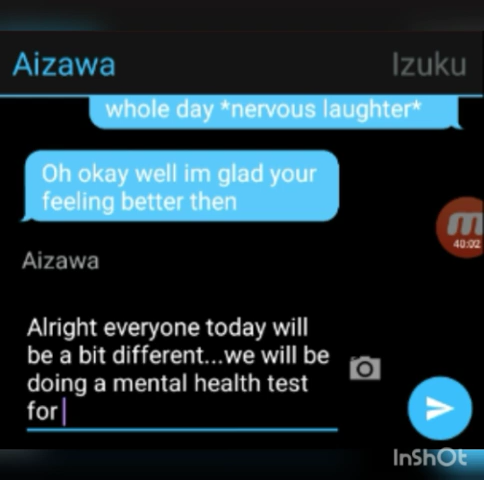 Aizawa Izuku
whole day *nervous laughter*
Oh okay well im glad your
feeling better then
Aizawa
40:02
Alright everyone today will
be a bit different...we will be
doing a mental health test
for
InShOt